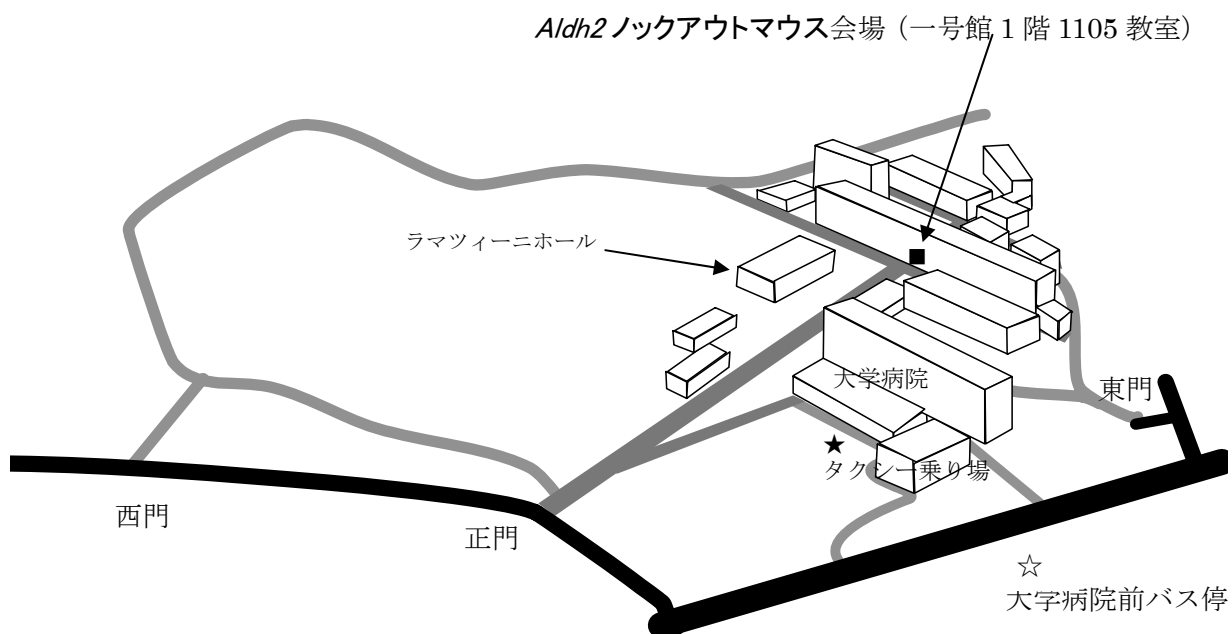 Aldh2 ノックアウトマウス会場（一号館 1 階 1105 教室）
ラマツィーニホール
大学病院
東門
★
タクシー乗り場
西門
正門
☆
大学病院前バス停